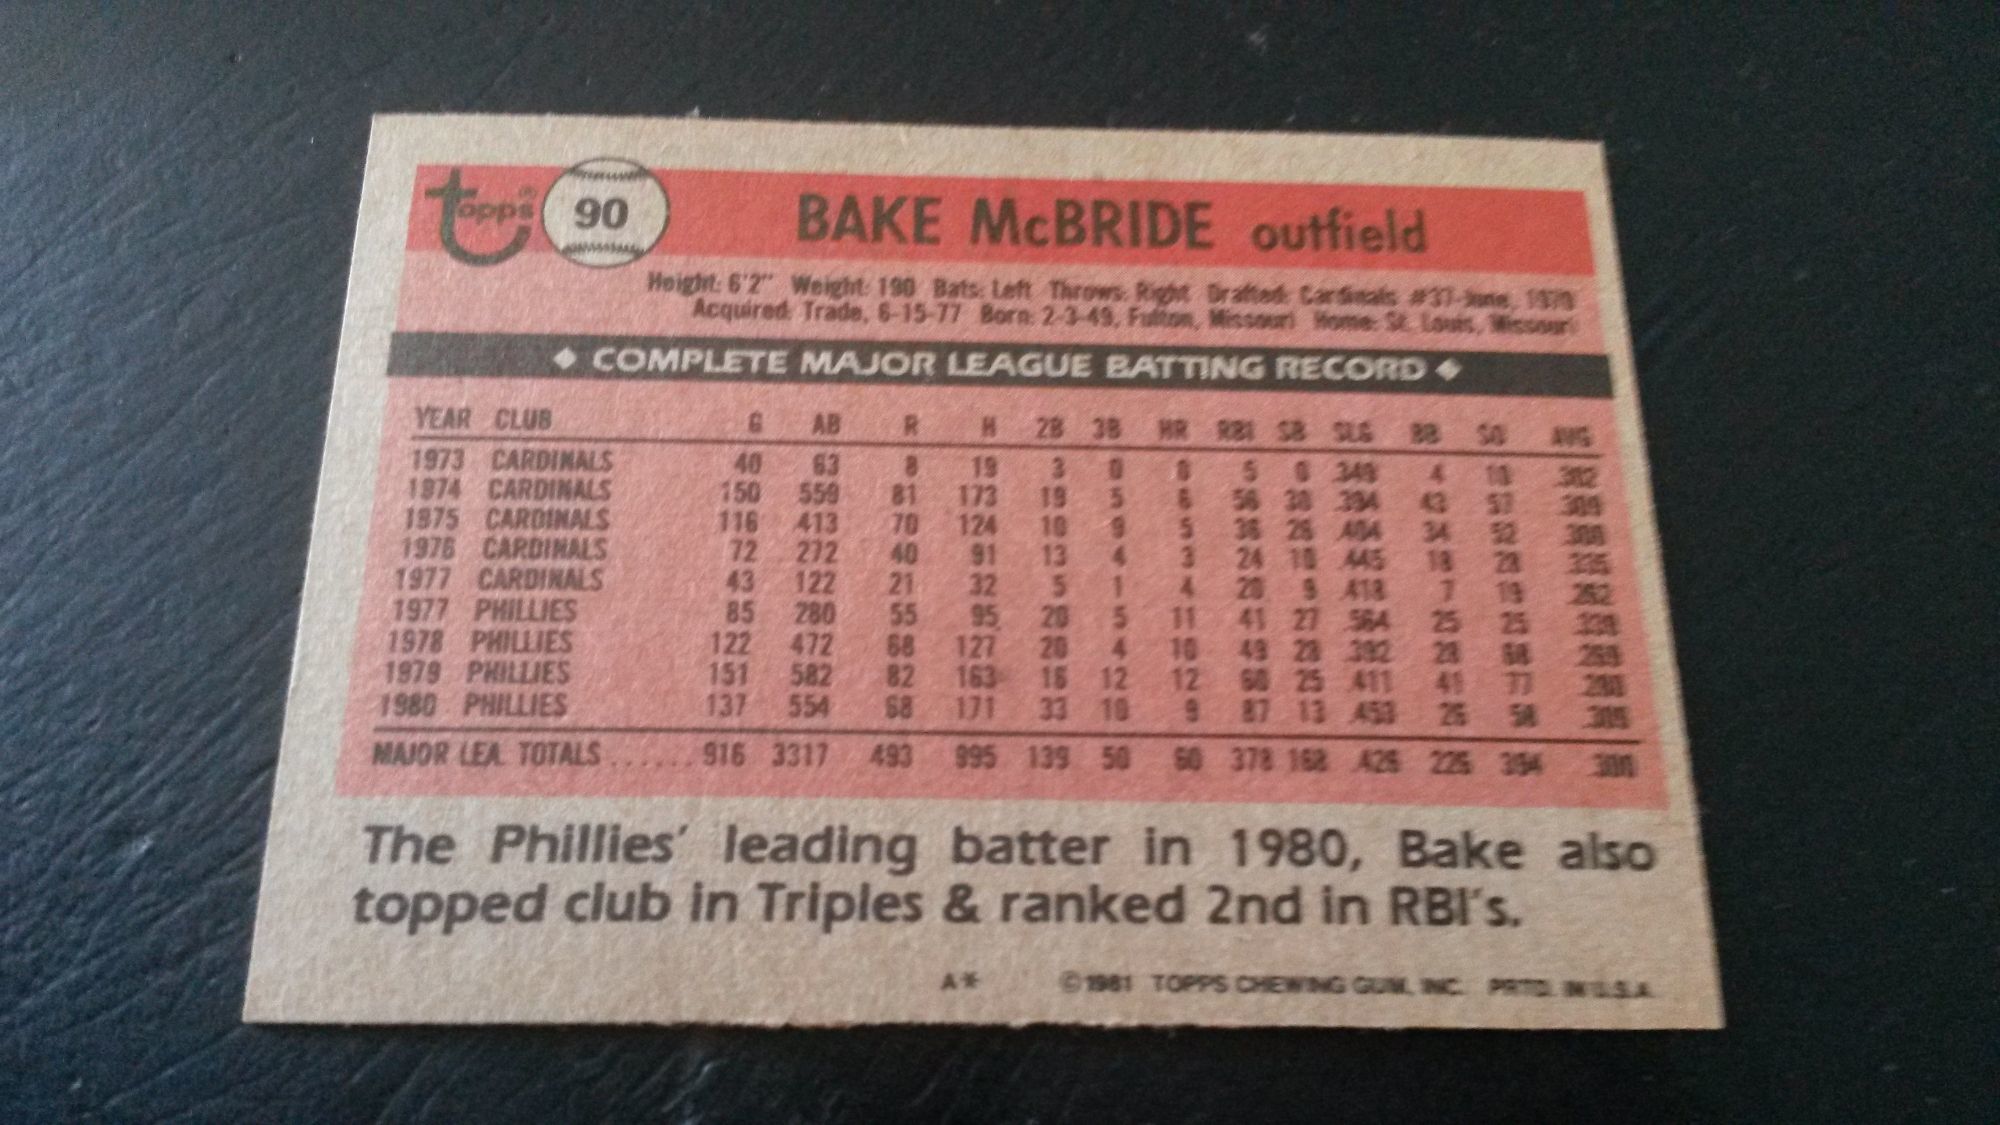 topps® 90 BAKE McBRIDE outfield
Height: 6'2" Weight: 190 Bats: Left Throws: Right Drafted: Cardinals #37-June, 1970
Acquired: Trade, 6-15-77 Born: 2-3-49, Fulton, Missouri Home: St. Louis, Missouri
◆ COMPLETE MAJOR LEAGUE BATTING RECORD ◆
YEAR CLUB G AB R H 2B 3B HR RBI SB SLG BB SO AVG
1973 CARDINALS 40 63 8 19 3 0 0 5 0 .349 4 10 .302
1974 CARDINALS 150 559 81 173 19 5 6 56 30 .394 43 57 .309
1975 CARDINALS 116 413 70 124 10 9 5 36 26 .404 34 52 .300
1976 CARDINALS 72 272 40 91 13 4 3 24 10 .445 18 28 .335
1977 CARDINALS 43 122 21 32 5 1 4 20 9 .418 7 19 .262
1977 PHILLIES 85 280 55 95 20 5 11 41 27 .564 25 25 .339
1978 PHILLIES 122 472 68 127 20 4 10 49 28 .392 28 68 .269
1979 PHILLIES 151 582 82 163 16 12 12 60 25 .411 41 77 .280
1980 PHILLIES 137 554 68 171 33 10 9 87 13 .453 26 58 .309
MAJOR LEA. TOTALS ...... 916 3317 493 995 139 50 60 378 168 .426 226 394 .300
The Phillies' leading batter in 1980, Bake also
topped club in Triples & ranked 2nd in RBI's.
A* ©1981 TOPPS CHEWING GUM, INC. PRTD. IN U.S.A.